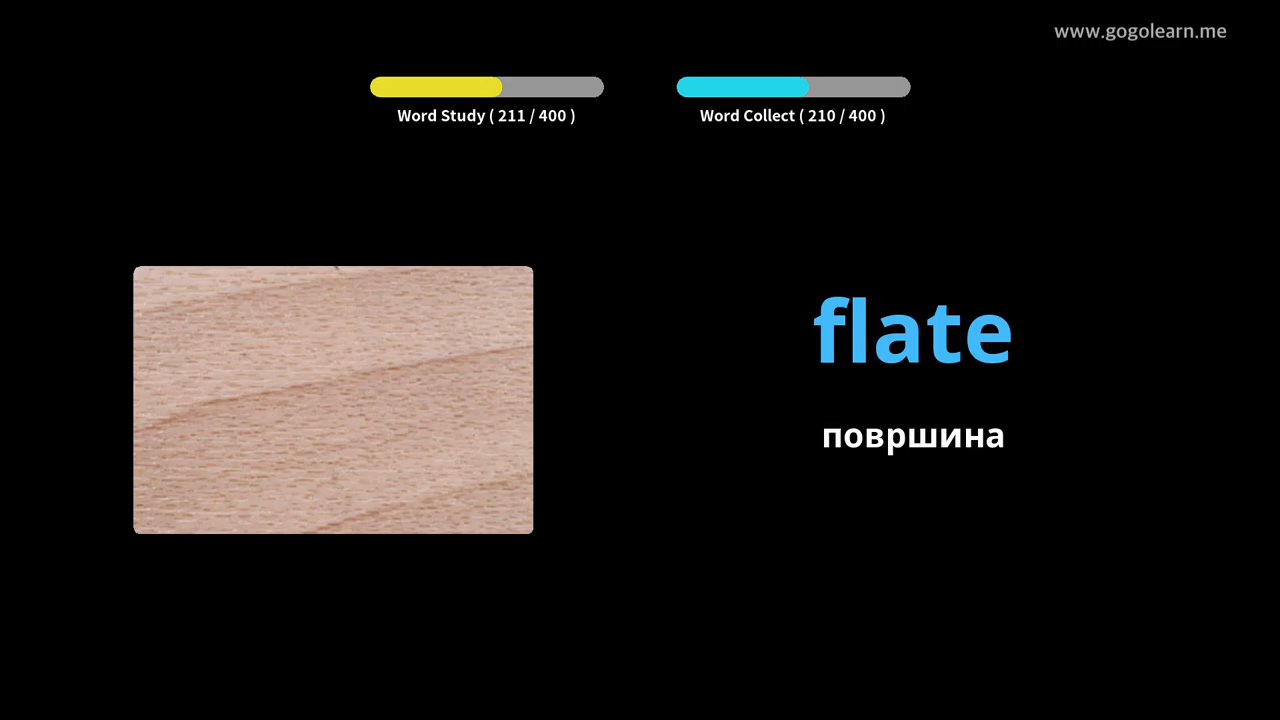 www.gogolearn.me
Word Study ( 211 / 400 )
Word Collect ( 210 / 400 )
flate
површина